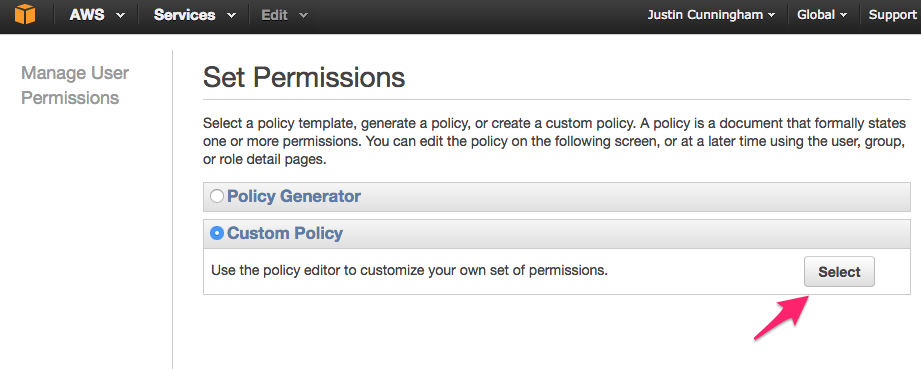 AWS Services Edit Justin Cunningham Global Support
Manage User
Permissions
Set Permissions
Select a policy template, generate a policy, or create a custom policy. A policy is a document that formally states
one or more permissions. You can edit the policy on the following screen, or at a later time using the user, group,
or role detail pages.
Policy Generator
Custom Policy
Use the policy editor to customize your own set of permissions.
Select